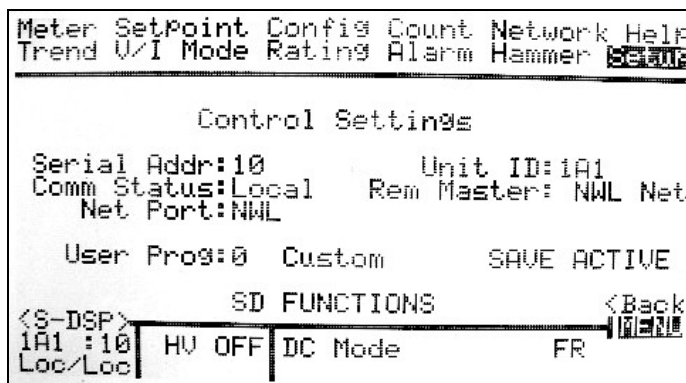 Meter Setpoint Config Count Network Help
Trend V/I Mode Rating Alarm Hammer Setup
Control Settings
Serial Addr:10 Unit ID:1A1
Comm Status:Local Rem Master: NWL Net
Net Port:NWL
User Prog:0 Custom SAVE ACTIVE
SD FUNCTIONS <Back
<S-DSP> MENU
1A1 :10 HV OFF DC Mode FR
Loc/Loc